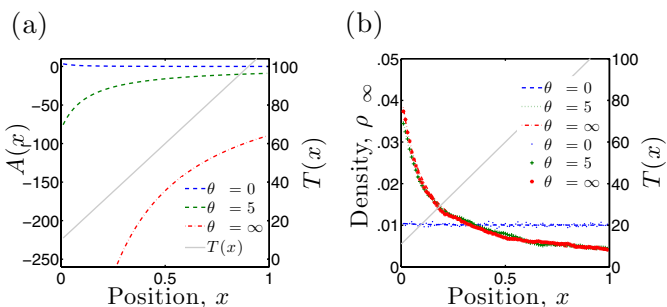 (a)
0
−50
−100
−150
−200
−250
A(x)
100
80
60
40
20
0
T(x)
θ = 0
θ = 5
θ = ∞
T(x)
0
0.5
1
Position, x
(b)
.05
.04
.03
.02
.01
0
Density, ρ ∞
100
80
60
40
20
0
T(x)
θ = 0
θ = 5
θ = ∞
θ = 0
θ = 5
θ = ∞
0
0.5
1
Position, x